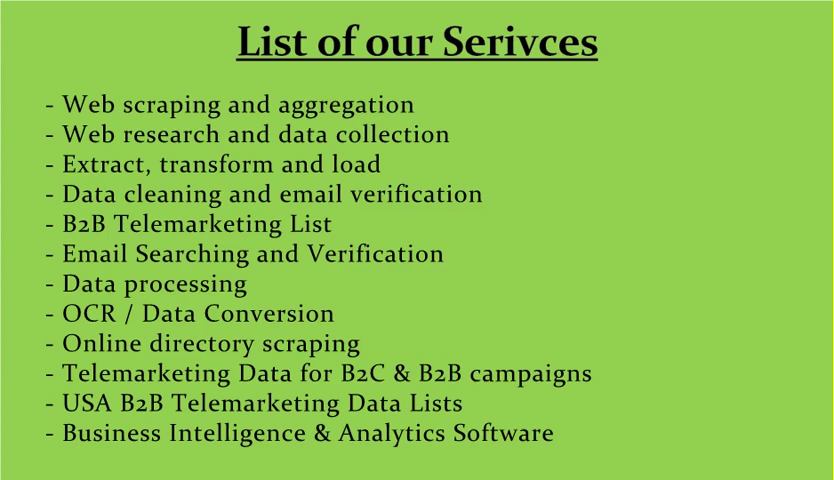 List of our Serivces
- Web scraping and aggregation
- Web research and data collection
- Extract, transform and load
- Data cleaning and email verification
- B2B Telemarketing List
- Email Searching and Verification
- Data processing
- OCR / Data Conversion
- Online directory scraping
- Telemarketing Data for B2C & B2B campaigns
- USA B2B Telemarketing Data Lists
- Business Intelligence & Analytics Software